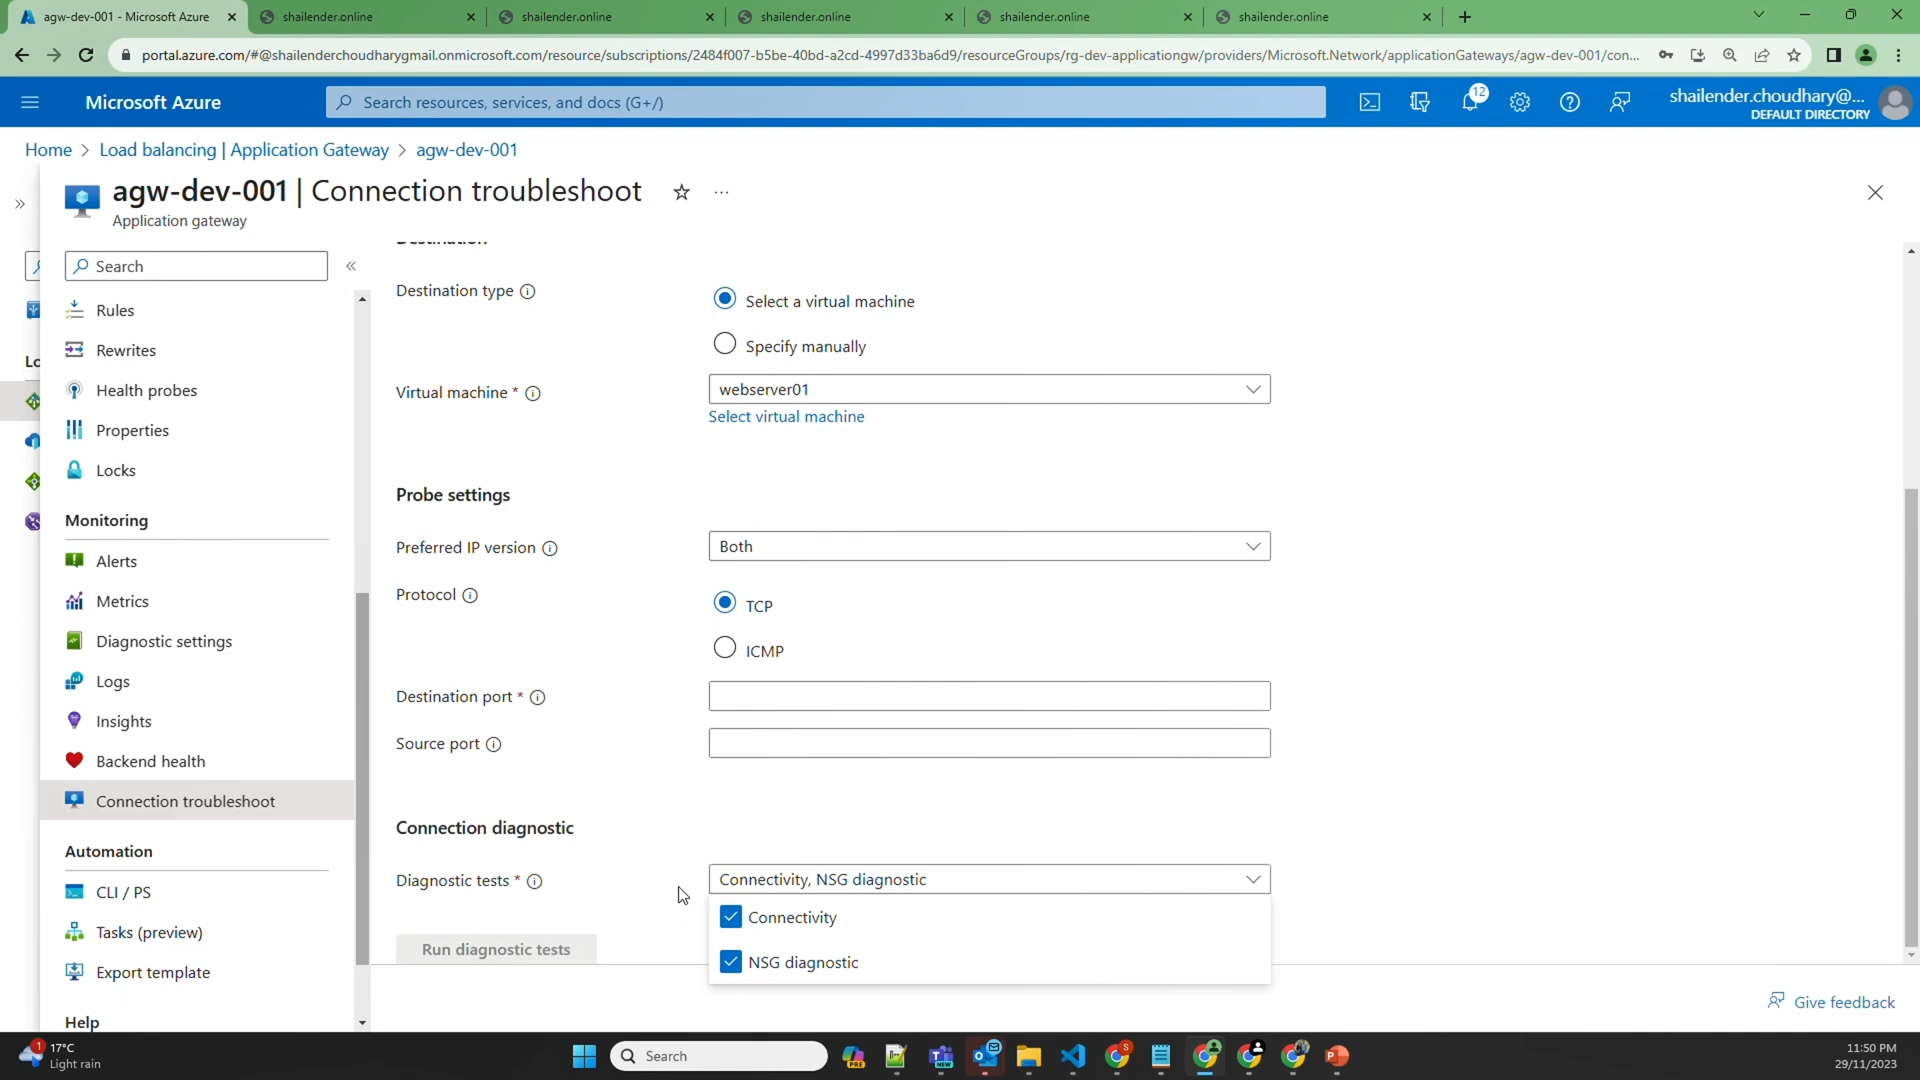 agw-dev-001 - Microsoft Azure
shailender.online
shailender.online
shailender.online
shailender.online
shailender.online
portal.azure.com/#@shailenderchoudharygmail.onmicrosoft.com/resource/subscriptions/2484f007-b5be-40bd-a2cd-4997d33ba6d9/resourceGroups/rg-dev-applicationgw/providers/Microsoft.Network/applicationGateways/agw-dev-001/con...
Microsoft Azure
Search resources, services, and docs (G+/)
12
shailender.choudhary@...
DEFAULT DIRECTORY
Home > Load balancing | Application Gateway > agw-dev-001
agw-dev-001 | Connection troubleshoot
Application gateway
Search
Lo
Rules
Rewrites
Health probes
Properties
Locks
Monitoring
Alerts
Metrics
Diagnostic settings
Logs
Insights
Backend health
Connection troubleshoot
Automation
CLI / PS
Tasks (preview)
Export template
Help
Destination
Destination type
Select a virtual machine
Specify manually
Virtual machine *
webserver01
Select virtual machine
Probe settings
Preferred IP version
Both
Protocol
TCP
ICMP
Destination port *
Source port
Connection diagnostic
Diagnostic tests *
Connectivity, NSG diagnostic
Connectivity
NSG diagnostic
Run diagnostic tests
Give feedback
1
17°C
Light rain
Search
PRE
NEW
S
11:50 PM
29/11/2023